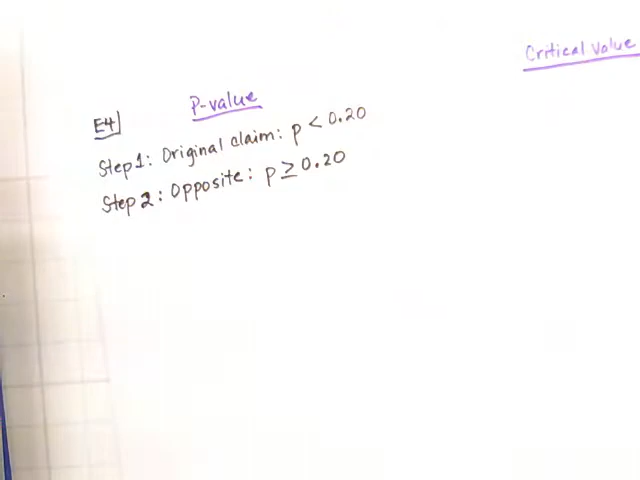 Critical Value
P-value
E4
Step 1: Original claim: p < 0.20
Step 2: Opposite: p ≥ 0.20